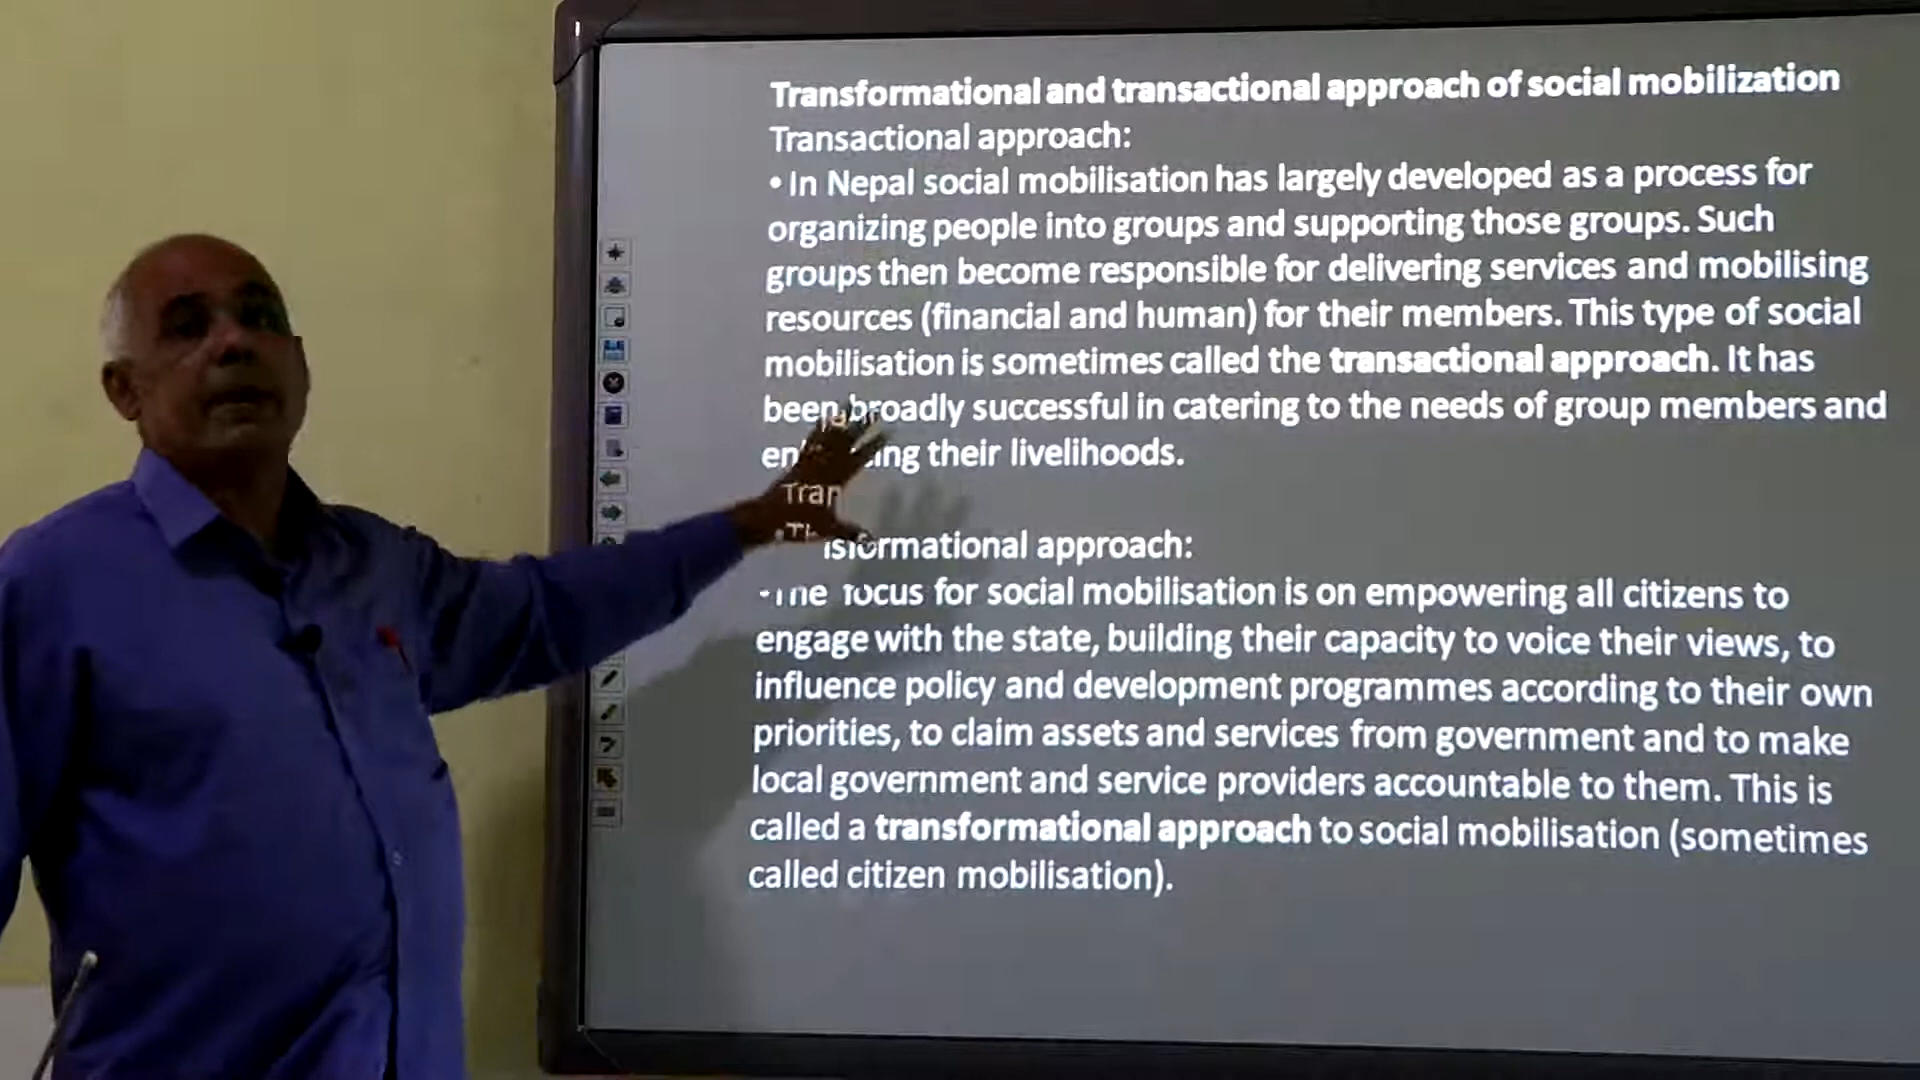 Transformational and transactional approach of social mobilization
Transactional approach:
• In Nepal social mobilisation has largely developed as a process for
organizing people into groups and supporting those groups. Such
groups then become responsible for delivering services and mobilising
resources (financial and human) for their members. This type of social
mobilisation is sometimes called the transactional approach. It has
been broadly successful in catering to the needs of group members and
their livelihoods.
Transformational approach:
•The focus for social mobilisation is on empowering all citizens to
engage with the state, building their capacity to voice their views, to
influence policy and development programmes according to their own
priorities, to claim assets and services from government and to make
local government and service providers accountable to them. This is
called a transformational approach to social mobilisation (sometimes
called citizen mobilisation).